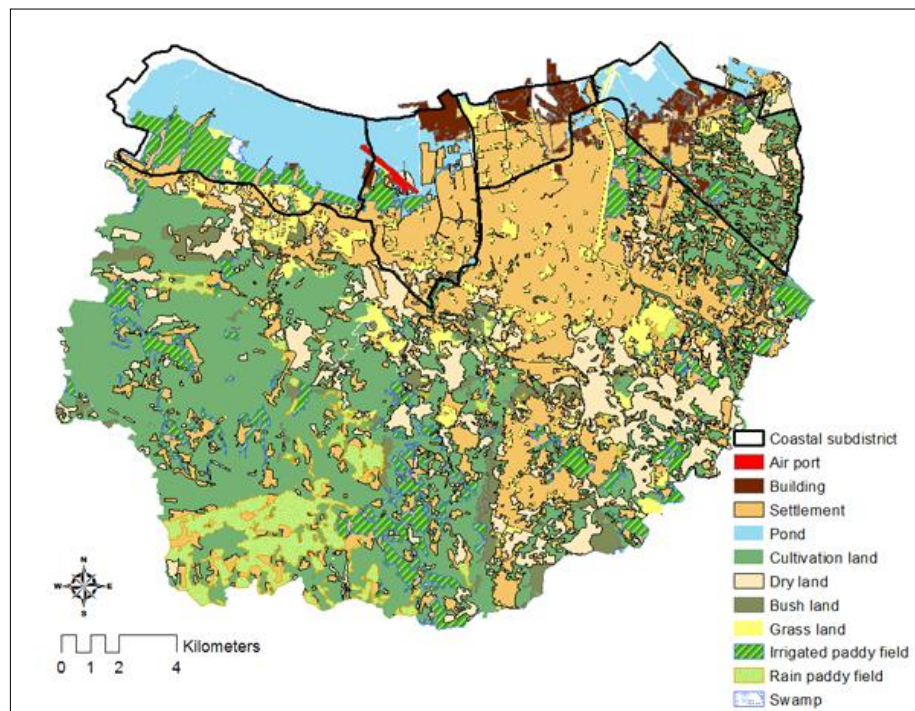 Coastal subdistrict
Air port
Building
Settlement
Pond
Cultivation land
Dry land
Bush land
Grass land
Irrigated paddy field
Rain paddy field
Swamp
N
W E
S
Kilometers
0 1 2 4